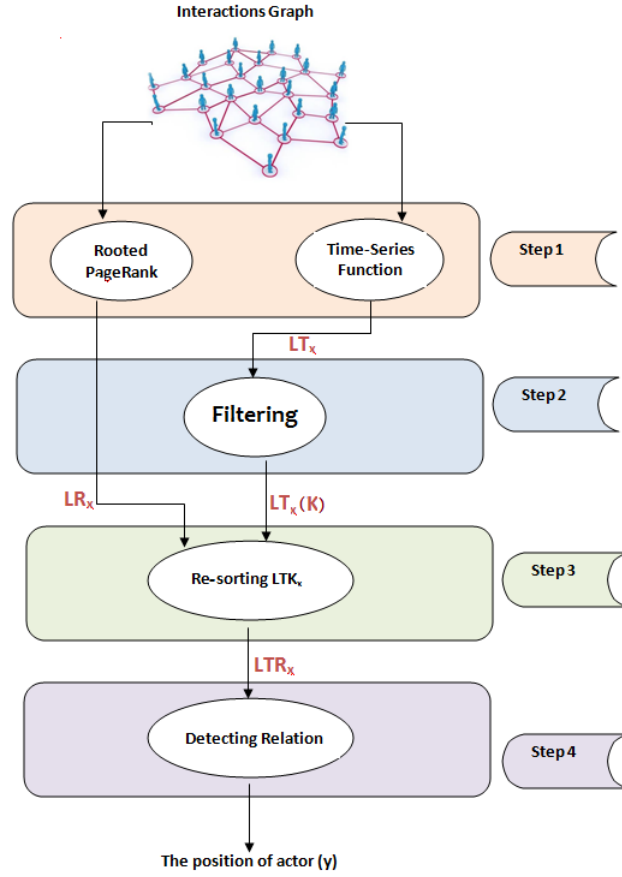 Interactions Graph
Rooted
PageRank
Time-Series
Function
Step 1
LTx
Filtering
Step 2
LRx
LTx (K)
Re-sorting LTKx
Step 3
LTRx
Detecting Relation
Step 4
The position of actor (y)